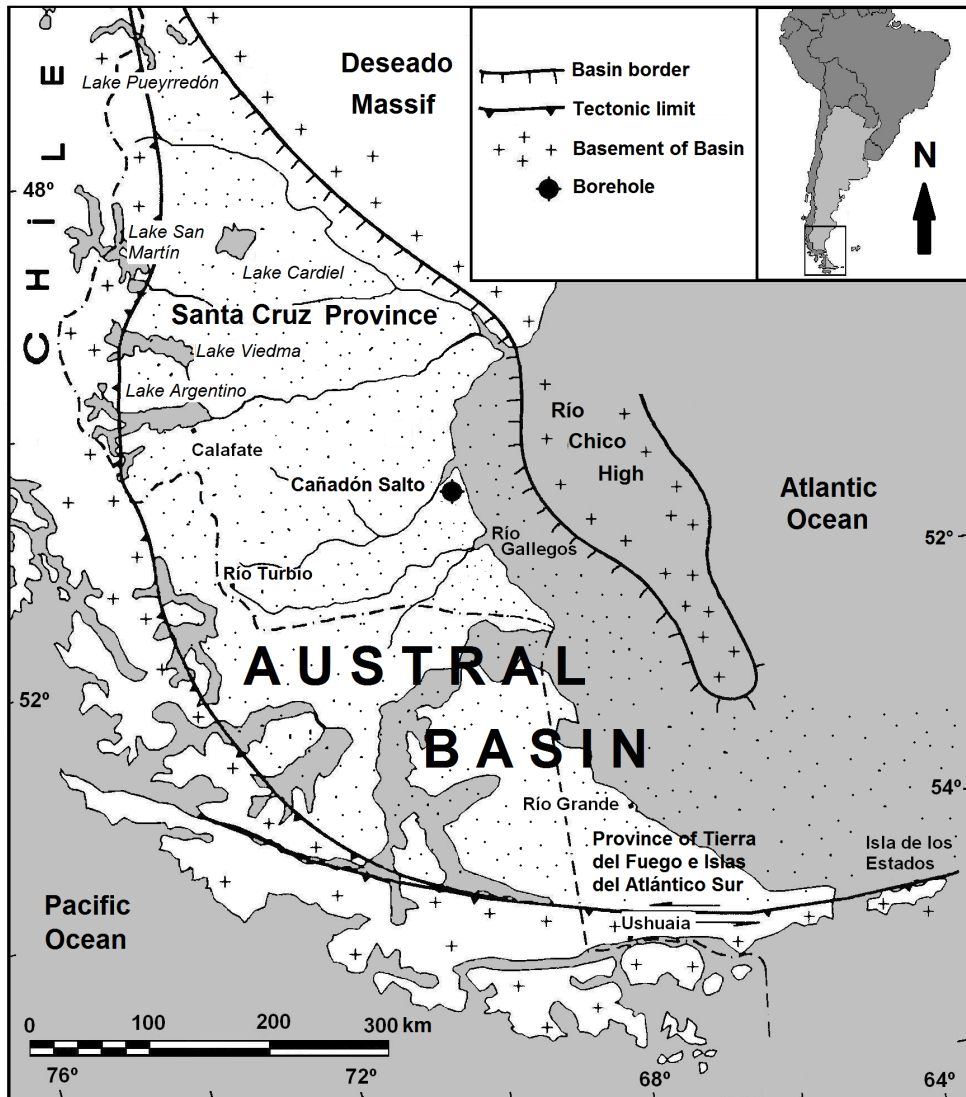 CHiLE
Lake Pueyrredón
Deseado
Massif
Basin border
Tectonic limit
Basement of Basin
Borehole
N
48º
Lake San
Martín
Lake Cardiel
Santa Cruz Province
Lake Viedma
Lake Argentino
Calafate
Cañadón Salto
Río
Chico
High
Atlantic
Ocean
Río
Gallegos
52º
Río Turbio
AUSTRAL
52º
BASIN
54º
Río Grande
Province of Tierra
del Fuego e Islas
del Atlántico Sur
Isla de los
Estados
Pacific
Ocean
Ushuaia
0 100 200 300 km
76º 72º 68º 64º